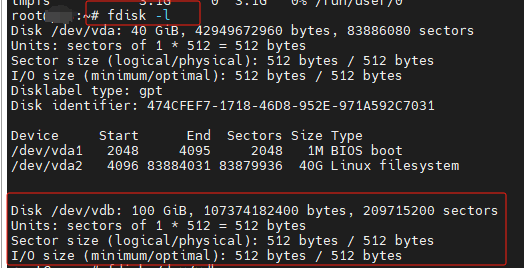 tmpfs 3.1G 0 3.1G 0% /run/user/0
root :~# fdisk -l
Disk /dev/vda: 40 GiB, 42949672960 bytes, 83886080 sectors
Units: sectors of 1 * 512 = 512 bytes
Sector size (logical/physical): 512 bytes / 512 bytes
I/O size (minimum/optimal): 512 bytes / 512 bytes
Disklabel type: gpt
Disk identifier: 474CFEF7-1718-46D8-952E-971A592C7031
Device Start End Sectors Size Type
/dev/vda1 2048 4095 2048 1M BIOS boot
/dev/vda2 4096 83884031 83879936 40G Linux filesystem
Disk /dev/vdb: 100 GiB, 107374182400 bytes, 209715200 sectors
Units: sectors of 1 * 512 = 512 bytes
Sector size (logical/physical): 512 bytes / 512 bytes
I/O size (minimum/optimal): 512 bytes / 512 bytes